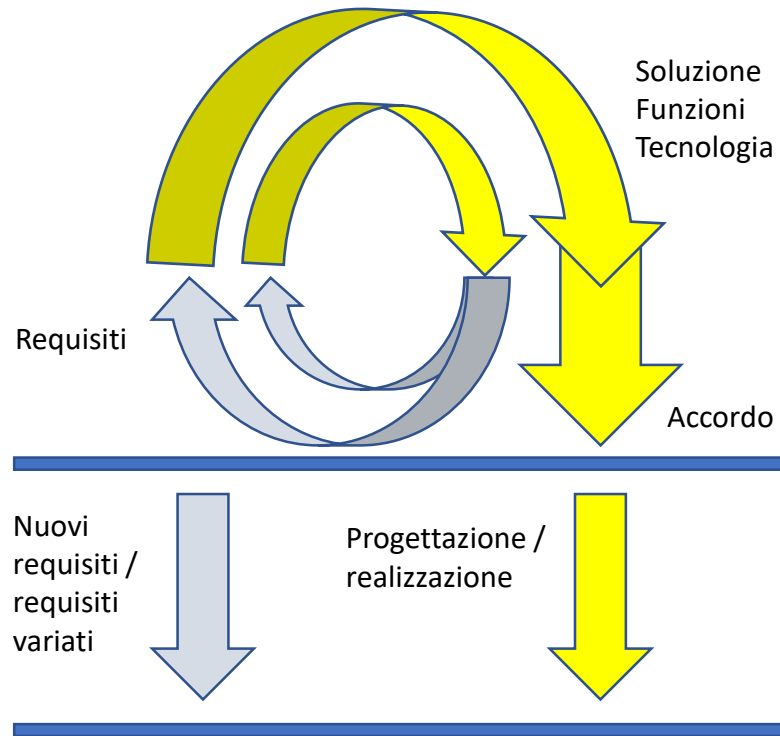 Soluzione
Funzioni
Tecnologia
Requisiti
Accordo
Nuovi
requisiti /
requisiti
variati
Progettazione /
realizzazione